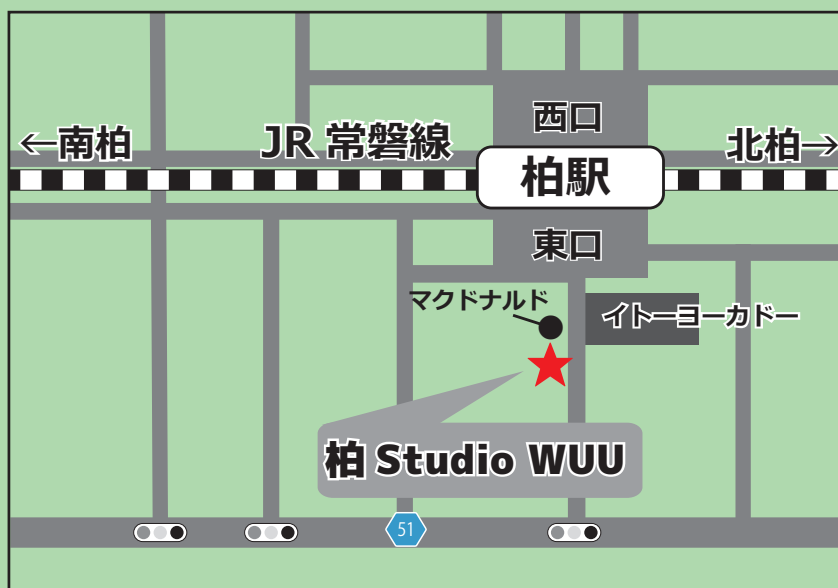 西口
←南柏
JR 常磐線
北柏→
柏駅
東口
マクドナルド
イトーヨーカドー
柏 Studio WUU
51